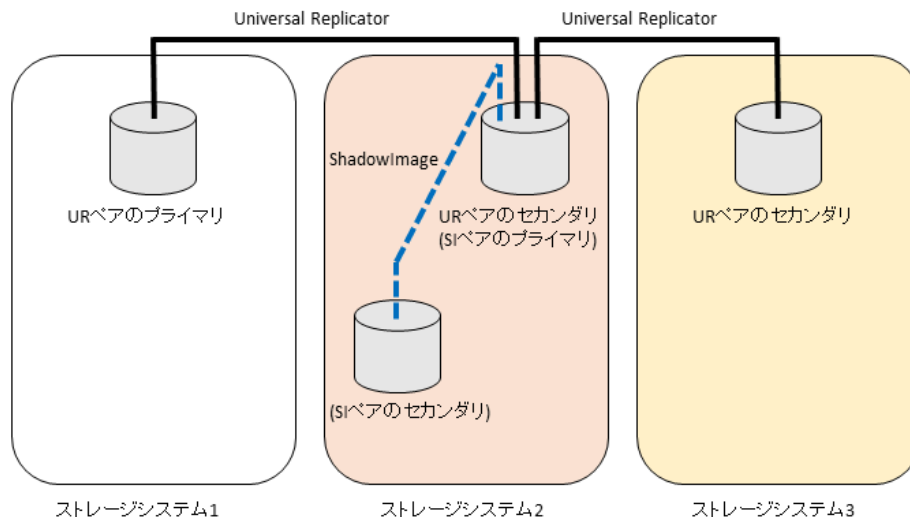 Universal Replicator
Universal Replicator
ShadowImage
URペアのプライマリ
URペアのセカンダリ
(SIペアのプライマリ)
URペアのセカンダリ
(SIペアのセカンダリ)
ストレージシステム1
ストレージシステム2
ストレージシステム3